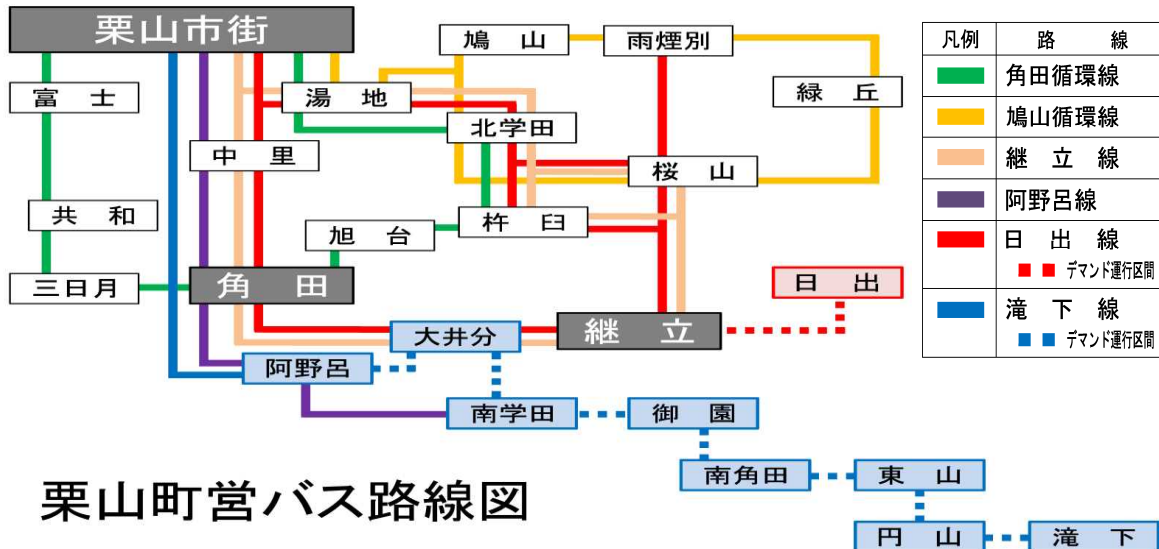 栗山市街
鳩山
雨煙別
富士
湯地
緑丘
北学田
中里
桜山
共和
旭台
杵臼
三日月
角田
日出
大井分
継立
阿野呂
南学田
御園
南角田
東山
円山
滝下
凡例 路線
角田循環線
鳩山循環線
継立線
阿野呂線
日出線
デマンド運行区間
滝下線
デマンド運行区間
栗山町営バス路線図